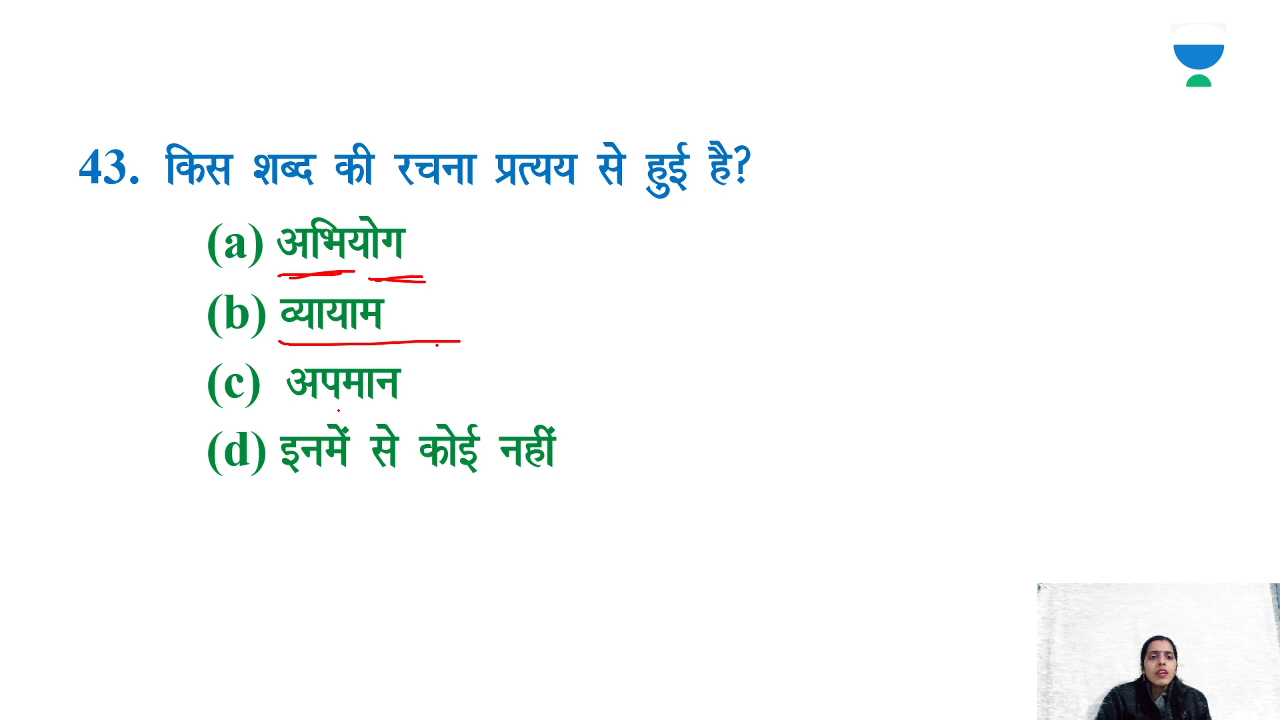 43. किस शब्द की रचना प्रत्यय से हुई है?
(a) अभियोग
(b) व्यायाम
(c) अपमान
(d) इनमें से कोई नहीं